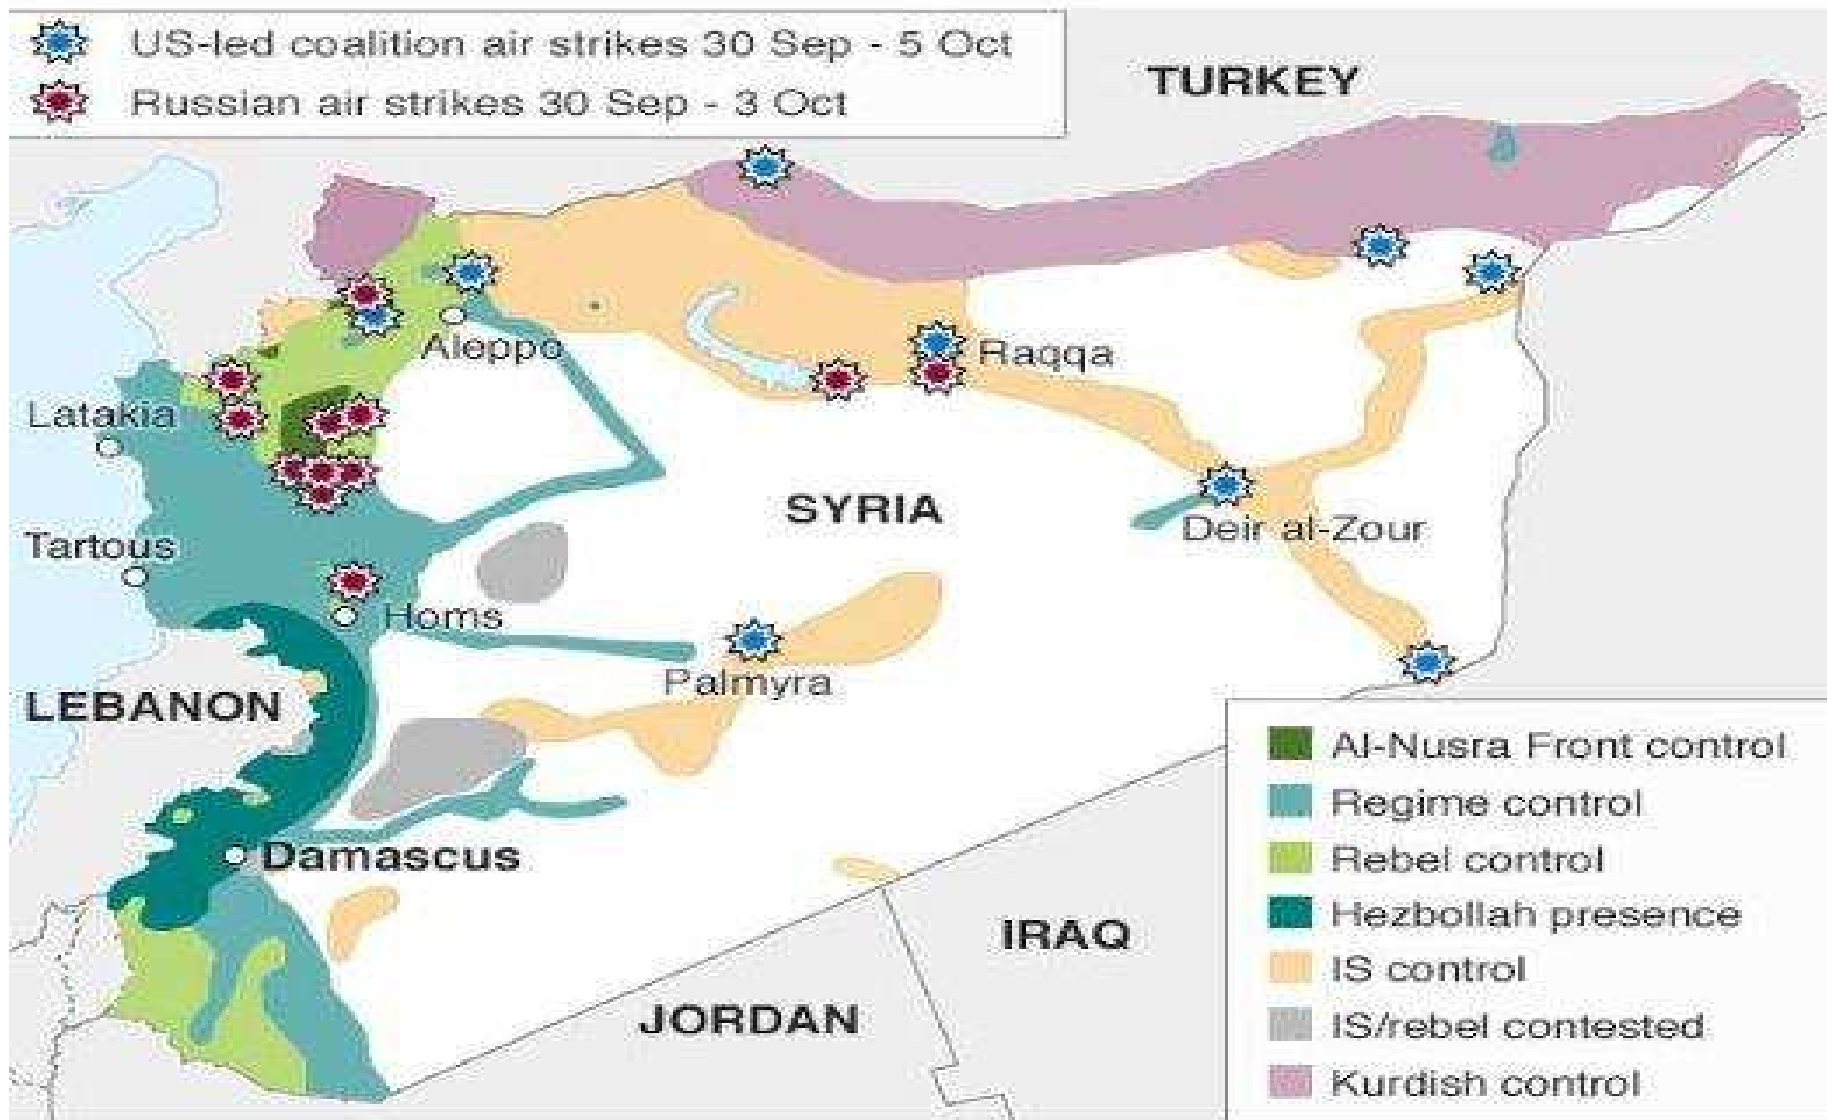 US-led coalition air strikes 30 Sep - 5 Oct
Russian air strikes 30 Sep - 3 Oct
TURKEY
Aleppo
Raqqa
Latakia
SYRIA
Deir al-Zour
Tartous
Homs
Palmyra
LEBANON
Damascus
IRAQ
JORDAN
Al-Nusra Front control
Regime control
Rebel control
Hezbollah presence
IS control
IS/rebel contested
Kurdish control